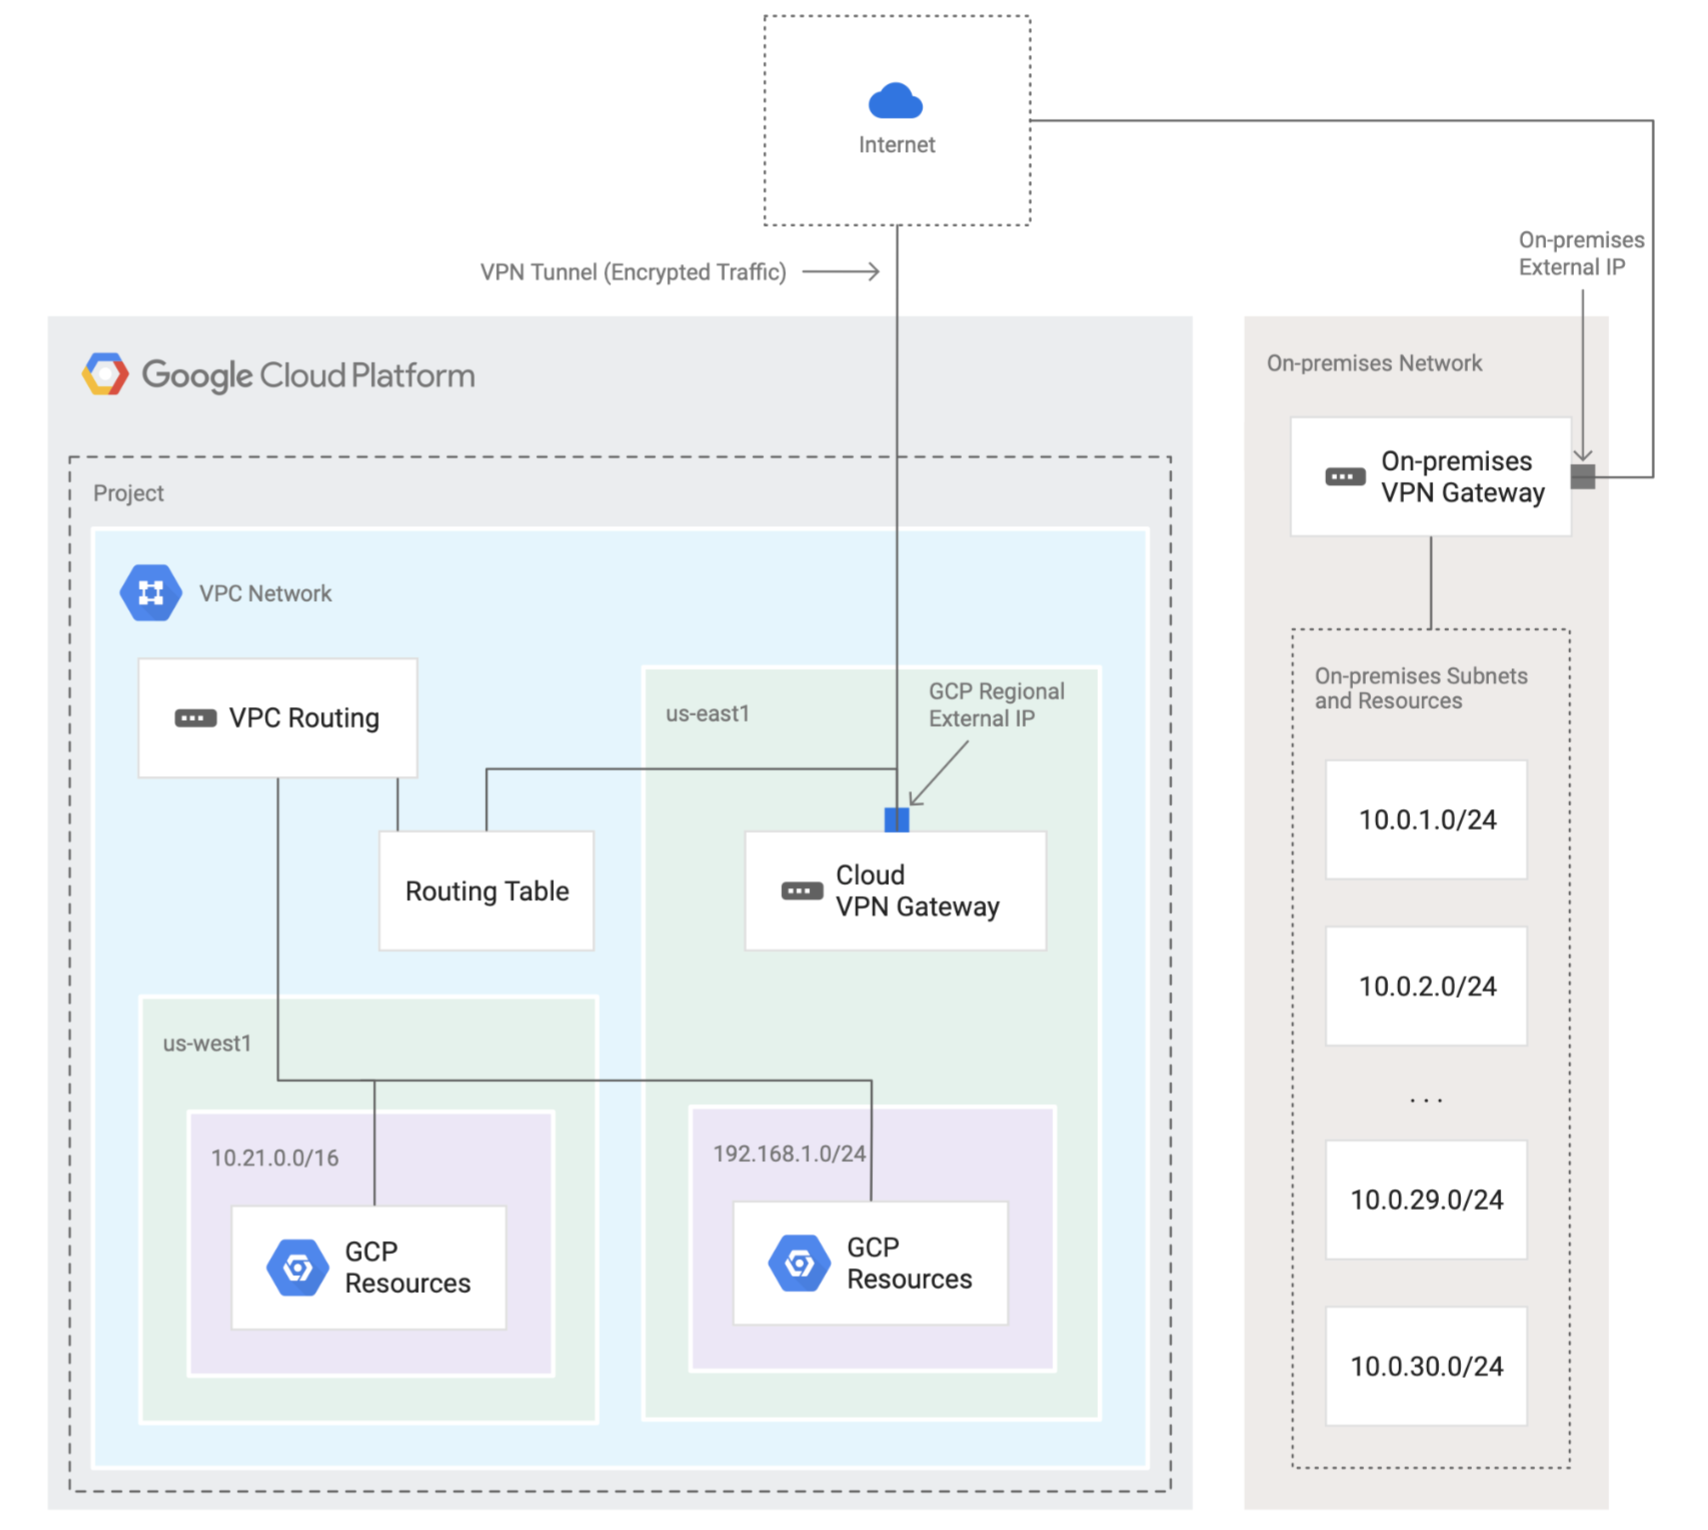 Internet
VPN Tunnel (Encrypted Traffic)
On-premises
External IP
Google Cloud Platform
Project
VPC Network
VPC Routing
Routing Table
us-east1
GCP Regional
External IP
Cloud
VPN Gateway
us-west1
10.21.0.0/16
GCP
Resources
192.168.1.0/24
GCP
Resources
On-premises Network
On-premises
VPN Gateway
On-premises Subnets
and Resources
10.0.1.0/24
10.0.2.0/24
...
10.0.29.0/24
10.0.30.0/24